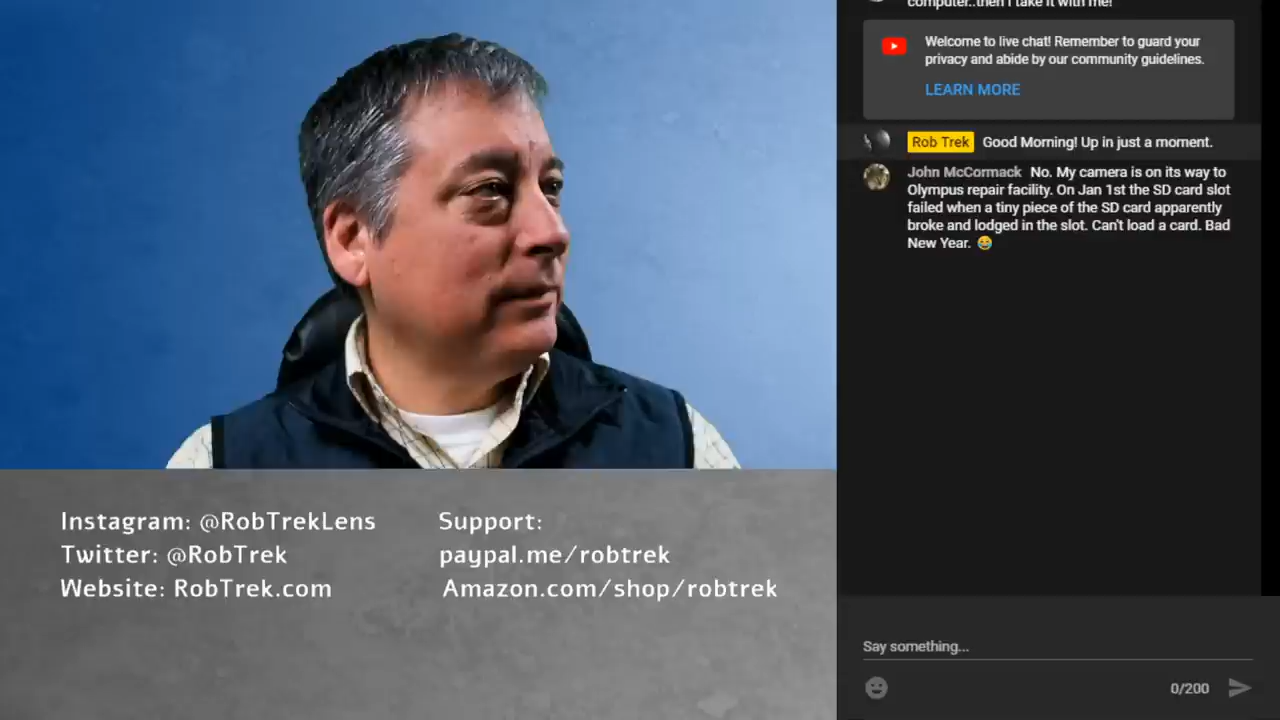 computer..then I take it with me!
Welcome to live chat! Remember to guard your
privacy and abide by our community guidelines.
LEARN MORE
Rob Trek Good Morning! Up in just a moment.
John McCormack No. My camera is on its way to
Olympus repair facility. On Jan 1st the SD card slot
failed when a tiny piece of the SD card apparently
broke and lodged in the slot. Can't load a card. Bad
New Year. 😂
Instagram: @RobTrekLens
Twitter: @RobTrek
Website: RobTrek.com
Support:
paypal.me/robtrek
Amazon.com/shop/robtrek
Say something...
0/200